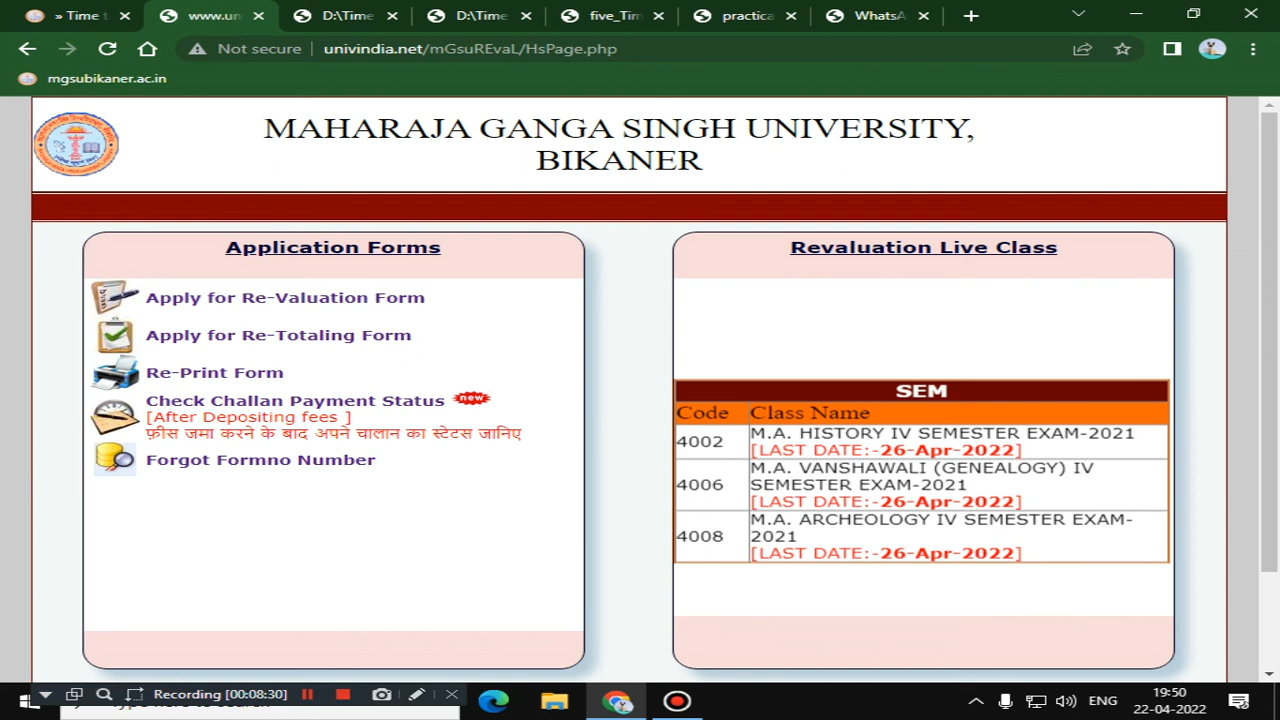 » Time t
www.un
D:\Time
D:\Time
five_Tim
practica
WhatsA
Not secure
univindia.net/mGsuREvaL/HsPage.php
mgsubikaner.ac.in
MAHARAJA GANGA SINGH UNIVERSITY,
BIKANER
Application Forms
Apply for Re-Valuation Form
Apply for Re-Totaling Form
Re-Print Form
Check Challan Payment Status new
[After Depositing fees ]
फ़ीस जमा करने के बाद अपने चालान का स्टेटस जानिए
Forgot Formno Number
Revaluation Live Class
SEM
Code Class Name
4002 M.A. HISTORY IV SEMESTER EXAM-2021
[LAST DATE:-26-Apr-2022]
4006 M.A. VANSHAWALI (GENEALOGY) IV
SEMESTER EXAM-2021
[LAST DATE:-26-Apr-2022]
4008 M.A. ARCHEOLOGY IV SEMESTER EXAM-
2021
[LAST DATE:-26-Apr-2022]
Recording [00:08:30]
Type here to search
ENG
19:50
22-04-2022